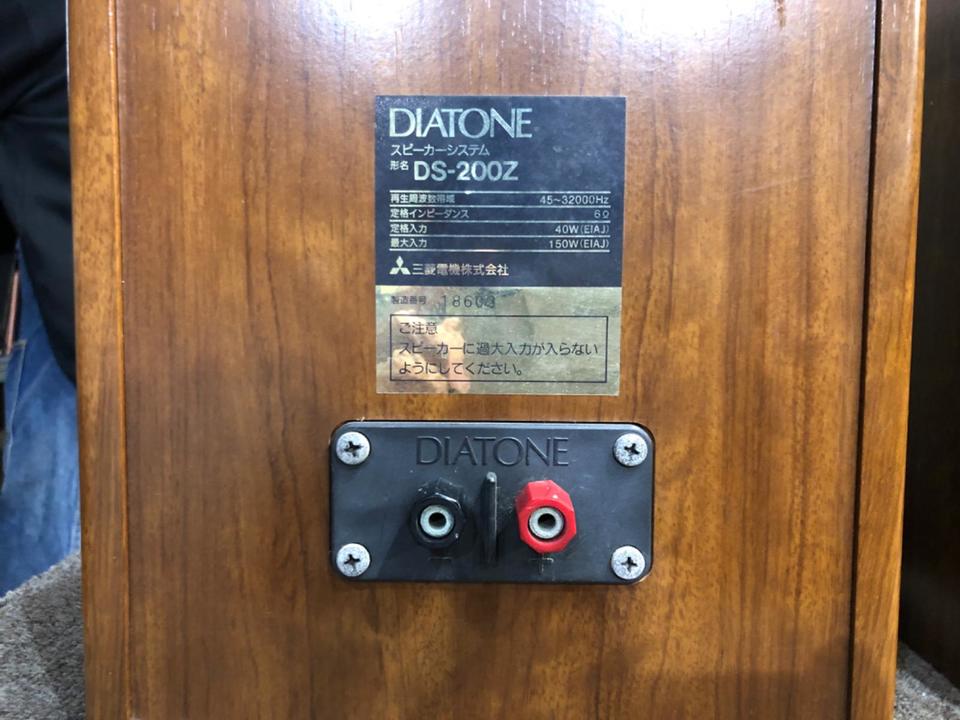 DIATONE
スピーカーシステム
形名 DS-200Z
再生周波数帯域 45~32000Hz
定格インピーダンス 6Ω
定格入力 40W(EIAJ)
最大入力 150W(EIAJ)
三菱電機株式会社
製造番号
ご注意
スピーカーに過大入力が入らない
ようにしてください。
DIATONE
− +